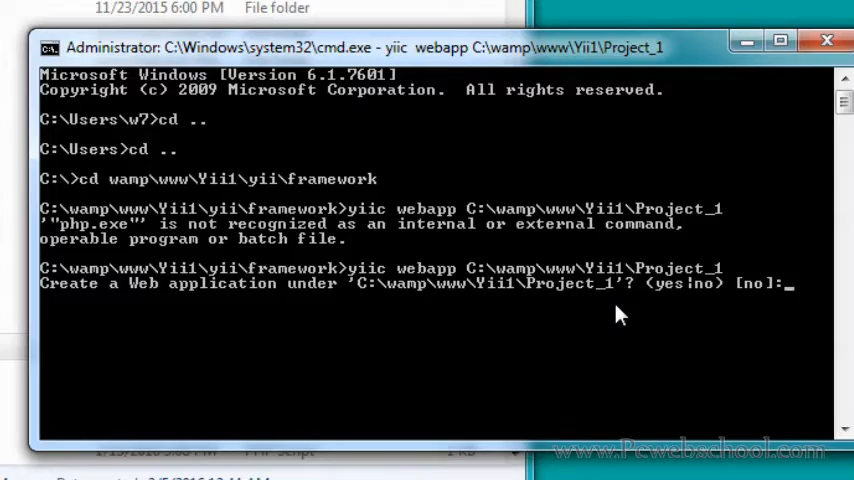 11/23/2015 6:00 PM File folder
Administrator: C:\Windows\system32\cmd.exe - yiic webapp C:\wamp\www\Yii1\Project_1
Microsoft Windows [Version 6.1.7601]
Copyright (c) 2009 Microsoft Corporation. All rights reserved.
C:\Users\w7>cd ..
C:\Users>cd ..
C:\>cd wamp\www\Yii1\yii\framework
C:\wamp\www\Yii1\yii\framework>yiic webapp C:\wamp\www\Yii1\Project_1
'"php.exe"' is not recognized as an internal or external command,
operable program or batch file.
C:\wamp\www\Yii1\yii\framework>yiic webapp C:\wamp\www\Yii1\Project_1
Create a Web application under 'C:\wamp\www\Yii1\Project_1'? (yes|no) [no]:_
www.Pcwebschool.com